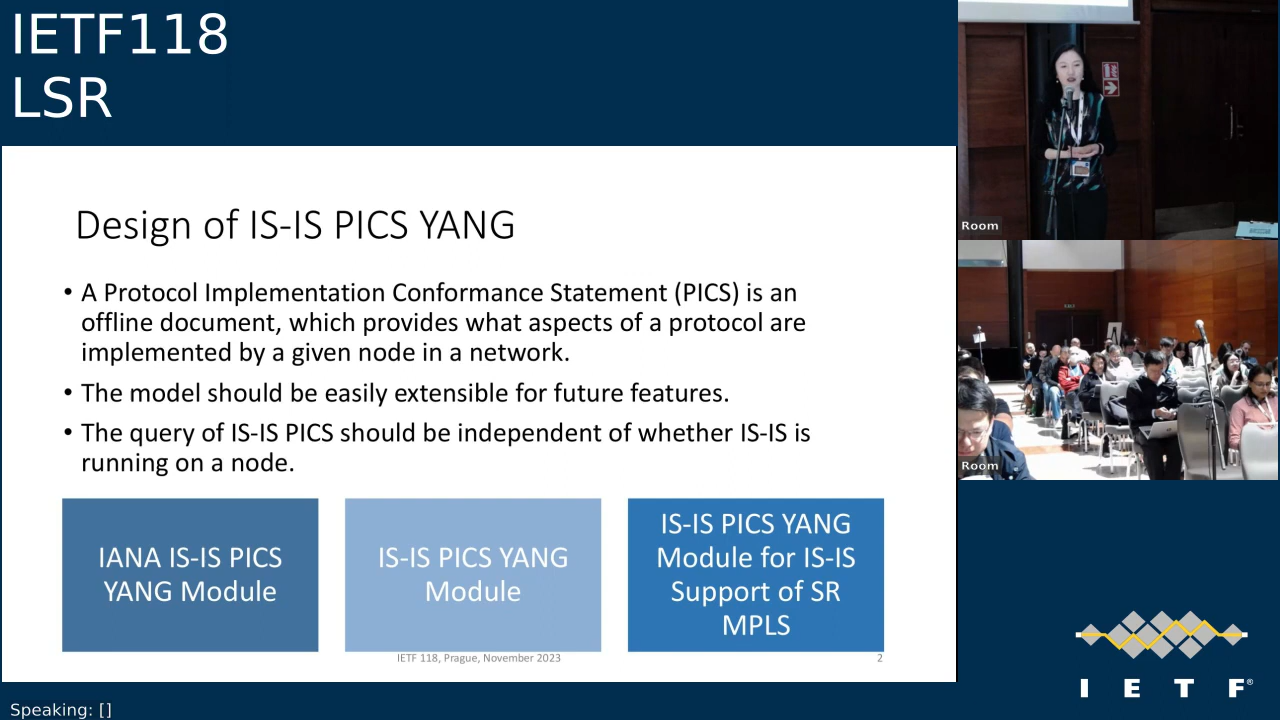 IETF118
LSR
Design of IS-IS PICS YANG
• A Protocol Implementation Conformance Statement (PICS) is an
offline document, which provides what aspects of a protocol are
implemented by a given node in a network.
• The model should be easily extensible for future features.
• The query of IS-IS PICS should be independent of whether IS-IS is
running on a node.
IANA IS-IS PICS
YANG Module
IS-IS PICS YANG
Module
IS-IS PICS YANG
Module for IS-IS
Support of SR
MPLS
IETF 118, Prague, November 2023
2
Room
Room
I E T F®
Speaking: []